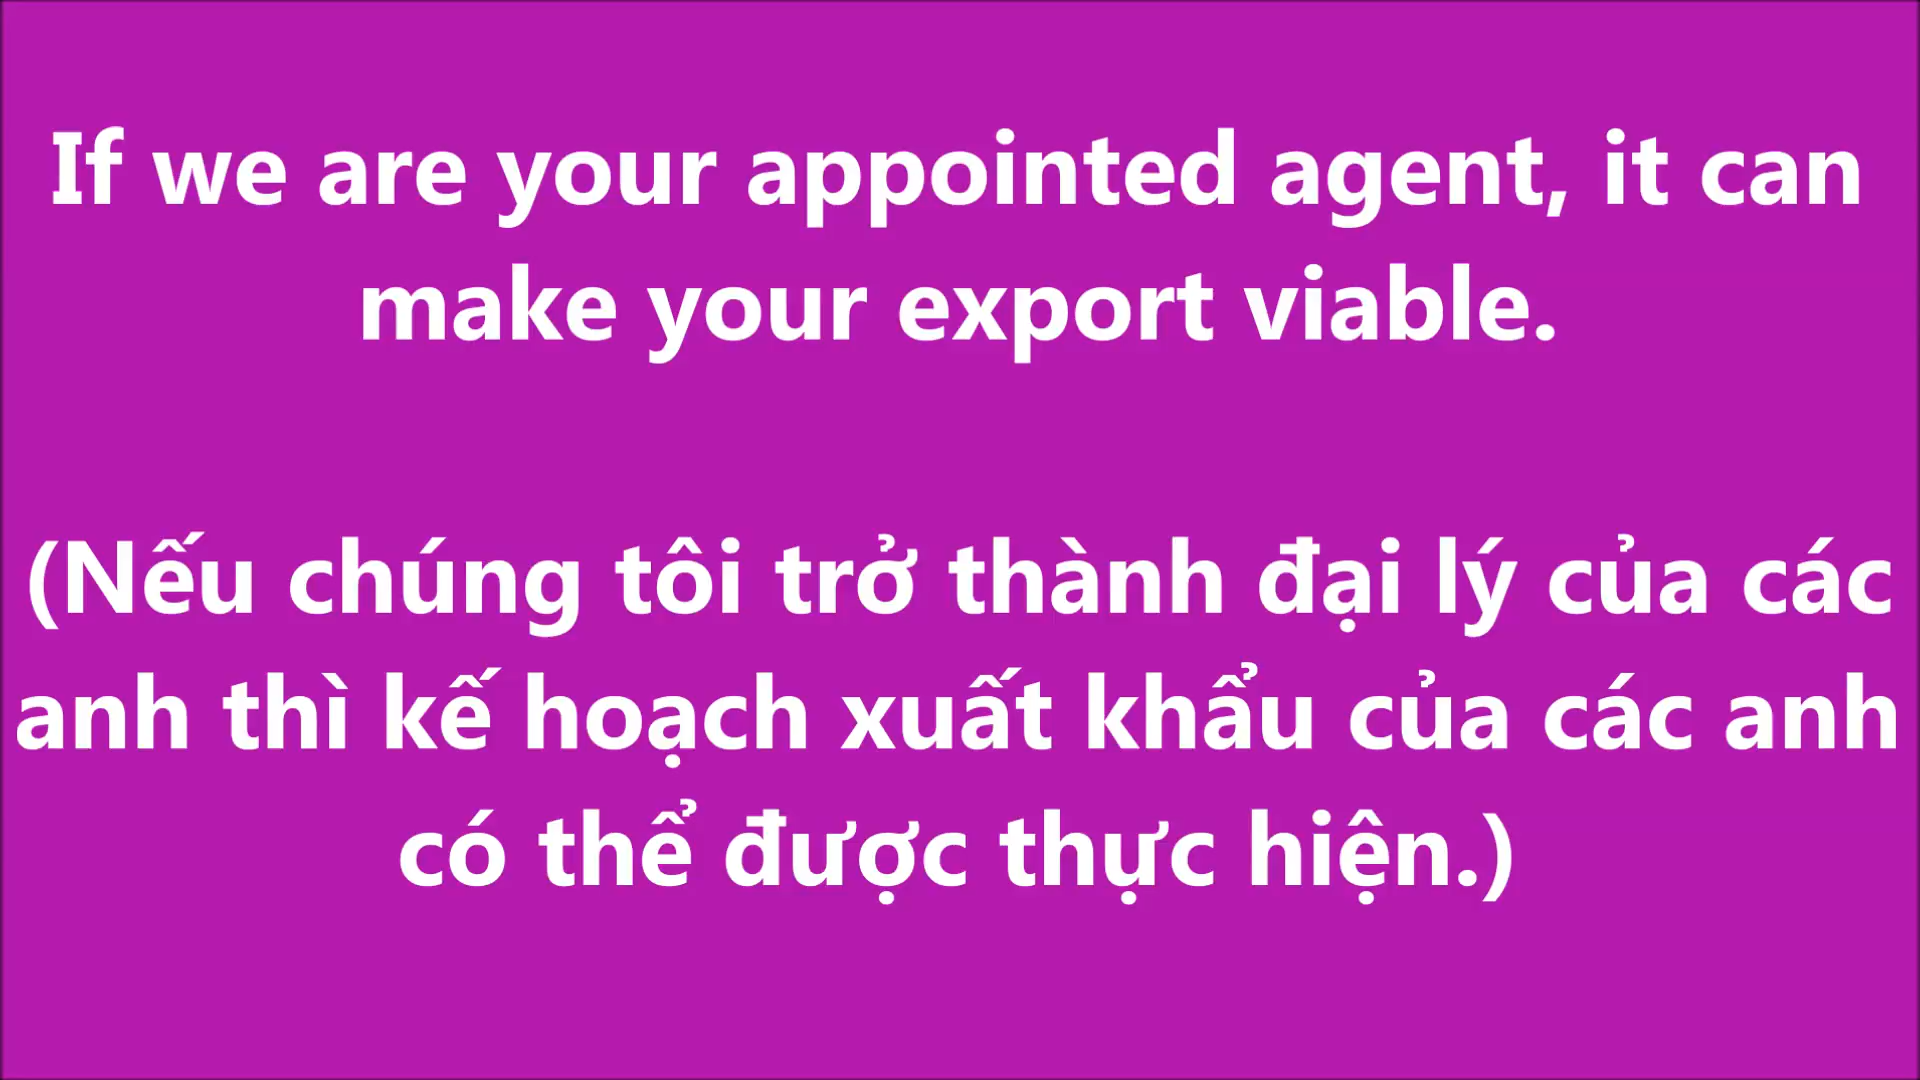 If we are your appointed agent, it can
make your export viable.
(Nếu chúng tôi trở thành đại lý của các
anh thì kế hoạch xuất khẩu của các anh
có thể được thực hiện.)